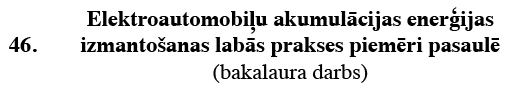 Elektroautomobiļu akumulācijas enerģijas
46. izmantošanas labās prakses piemēri pasaulē
(bakalaura darbs)